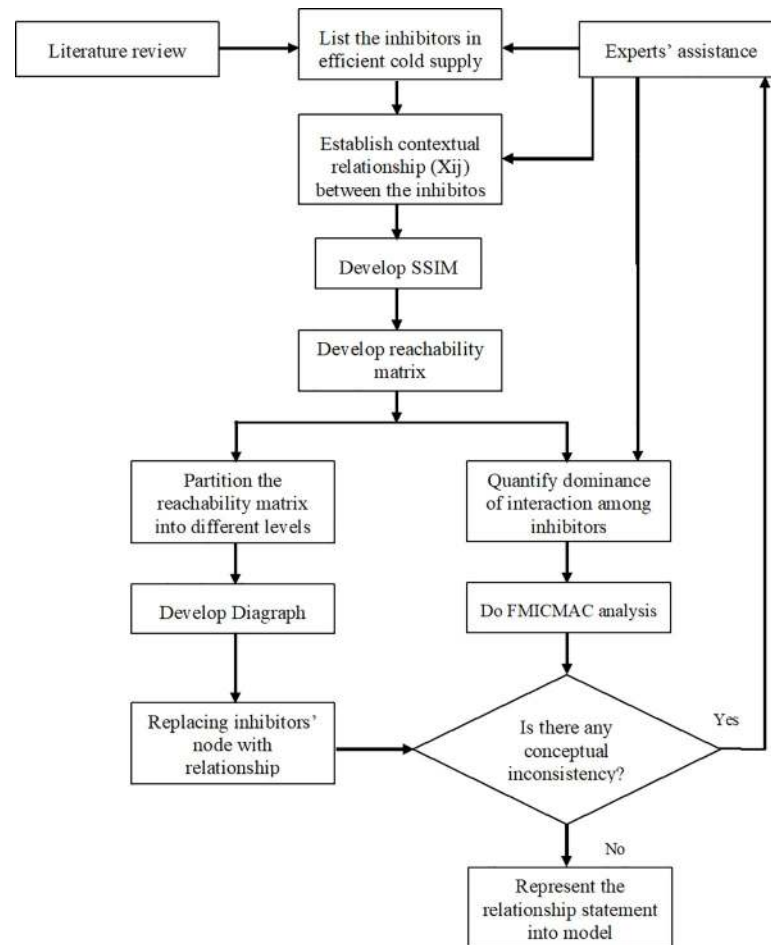 Literature review
List the inhibitors in
efficient cold supply
Experts’ assistance
Establish contextual
relationship (Xij)
between the inhibitos
Develop SSIM
Develop reachability
matrix
Partition the
reachability matrix
into different levels
Quantify dominance
of interaction among
inhibitors
Develop Diagraph
Do FMICMAC analysis
Replacing inhibitors’
node with
relationship
Is there any
conceptual
inconsistency?
Yes
No
Represent the
relationship statement
into model